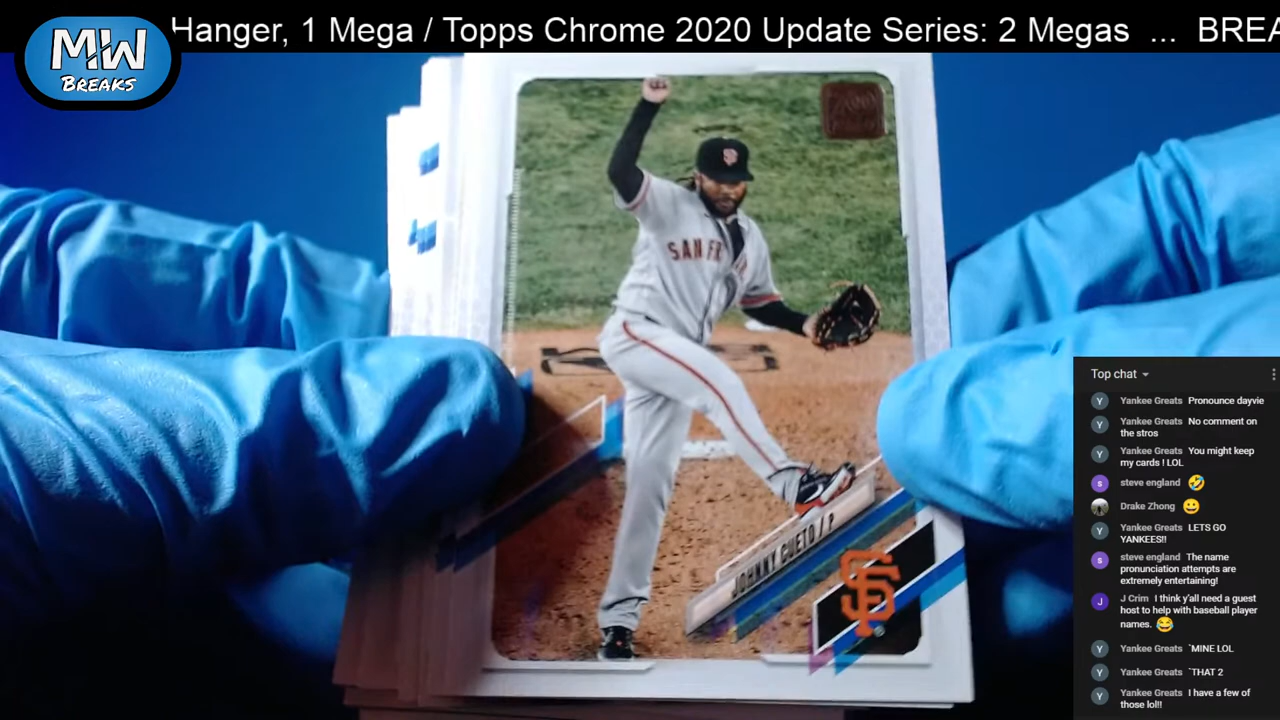 Hanger, 1 Mega / Topps Chrome 2020 Update Series: 2 Megas ... BREA
MW
BREAKS
SAN FR
JOHNNY CUETO / P
SF
Top chat
Y Yankee Greats Pronounce dayvie
Y Yankee Greats No comment on
the stros
Y Yankee Greats You might keep
my cards ! LOL
s steve england 🤣
Drake Zhong 😀
Y Yankee Greats LETS GO
YANKEES!!
s steve england The name
pronunciation attempts are
extremely entertaining!
J J Crim I think y'all need a guest
host to help with baseball player
names. 😂
Y Yankee Greats `MINE LOL
Y Yankee Greats `THAT 2
Y Yankee Greats I have a few of
those lol!!